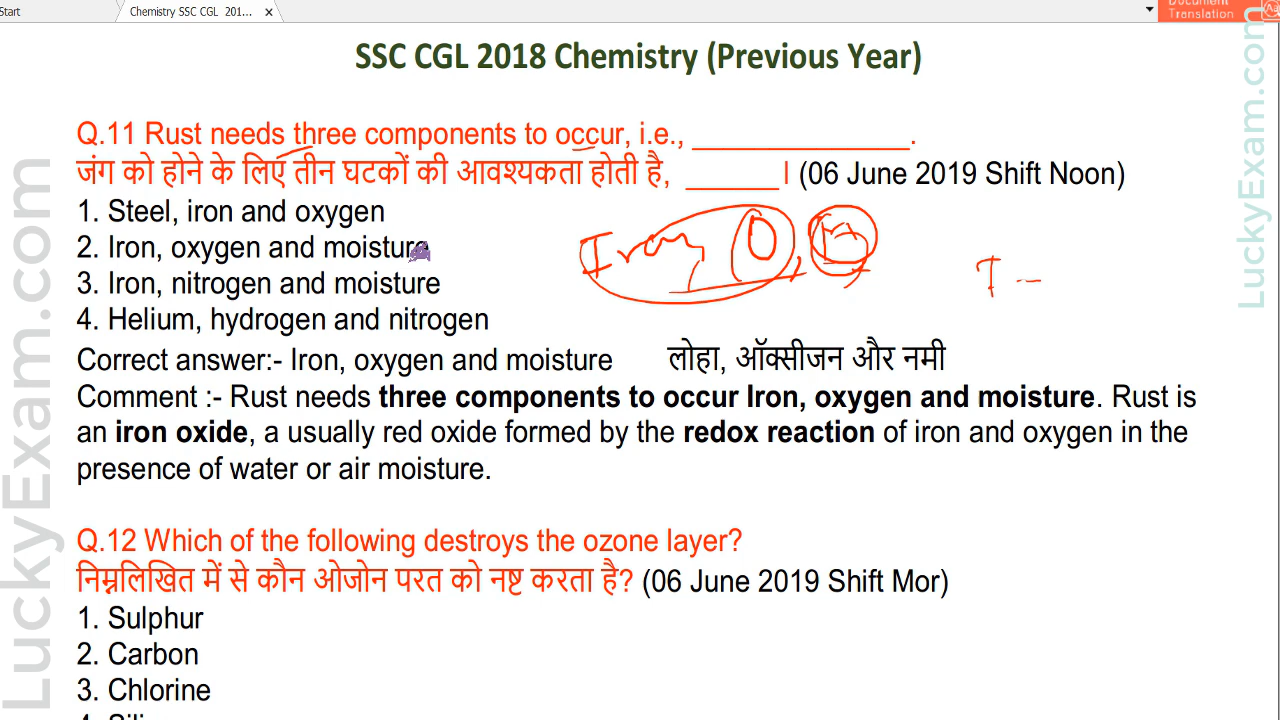 Start
Chemistry SSC CGL 201... ×
Document Translation
SSC CGL 2018 Chemistry (Previous Year)
Q.11 Rust needs three components to occur, i.e., _______________.
जंग को होने के लिए तीन घटकों की आवश्यकता होती है, ______। (06 June 2019 Shift Noon)
1. Steel, iron and oxygen
2. Iron, oxygen and moisture
Iron, O,
3. Iron, nitrogen and moisture
4. Helium, hydrogen and nitrogen
Correct answer:- Iron, oxygen and moisture लोहा, ऑक्सीजन और नमी
Comment :- Rust needs three components to occur Iron, oxygen and moisture. Rust is
an iron oxide, a usually red oxide formed by the redox reaction of iron and oxygen in the
presence of water or air moisture.
Q.12 Which of the following destroys the ozone layer?
निम्नलिखित में से कौन ओजोन परत को नष्ट करता है? (06 June 2019 Shift Mor)
1. Sulphur
2. Carbon
3. Chlorine
LuckyExam.com
LuckyExam.com